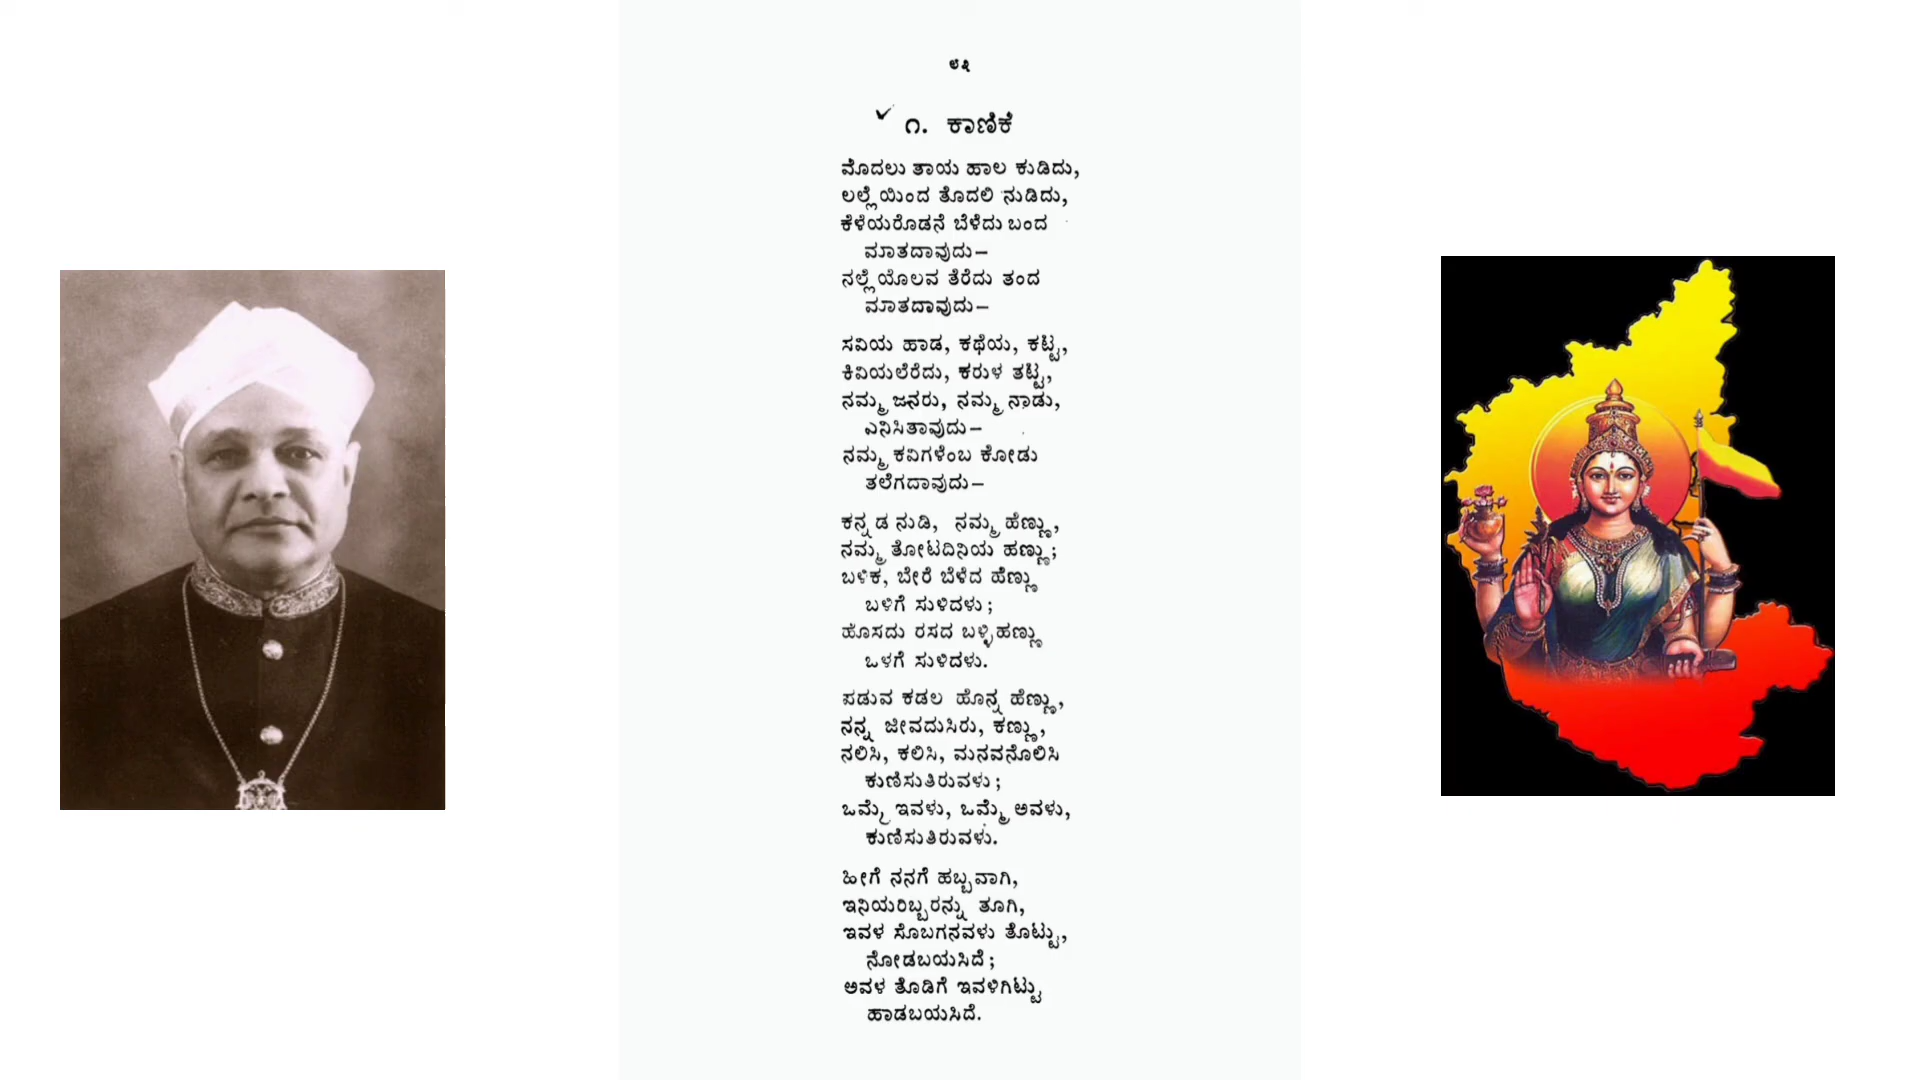 ೪೩
೧. ಕಾಣಿಕೆ
ಮೊದಲು ತಾಯ ಹಾಲ ಕುಡಿದು,
ಲಲ್ಲೆಯಿಂದ ತೊದಲಿ ನುಡಿದು,
ಕೆಳೆಯರೊಡನೆ ಬೆಳೆದು ಬಂದ
ಮಾತದಾವುದು—
ನಲ್ಲೆಯೊಲವ ತೆರೆದು ತಂದ
ಮಾತದಾವುದು—
ಸವಿಯ ಹಾಡ, ಕಥೆಯ, ಕಟ್ಟಿ,
ಕಿವಿಯಲೆರೆದು, ಕರುಳ ತಟ್ಟಿ,
ನಮ್ಮ ಜನರು, ನಮ್ಮ ನಾಡು,
ಎನಿಸಿತಾವುದು—
ನಮ್ಮ ಕವಿಗಳೆಂಬ ಕೋಡು
ತಲೆಗದಾವುದು—
ಕನ್ನಡ ನುಡಿ, ನಮ್ಮ ಹೆಣ್ಣು,
ನಮ್ಮ ತೋಟದಿನಿಯ ಹಣ್ಣು;
ಬಳಿಕ, ಬೇರೆ ಬೆಳೆದ ಹೆಣ್ಣು
ಬಳಿಗೆ ಸುಳಿದಳು;
ಹೊಸದು ರಸದ ಬಳ್ಳಿಹಣ್ಣು
ಒಳಗೆ ಸುಳಿದಳು.
ಪಡುವ ಕಡಲ ಹೊನ್ನ ಹೆಣ್ಣು,
ನನ್ನ ಜೀವದುಸಿರು, ಕಣ್ಣು,
ನಲಿಸಿ, ಕಲಿಸಿ, ಮನವನೊಲಿಸಿ
ಕುಣಿಸುತಿರುವಳು;
ಒಮ್ಮೆ ಇವಳು, ಒಮ್ಮೆ ಅವಳು,
ಕುಣಿಸುತಿರುವಳು.
ಹೀಗೆ ನನಗೆ ಹಬ್ಬವಾಗಿ,
ಇನಿಯರಿಬ್ಬರನ್ನು ತೂಗಿ,
ಇವಳ ಸೊಬಗನವಳು ತೊಟ್ಟು,
ನೋಡಬಯಸಿದೆ;
ಅವಳ ತೊಡಿಗೆ ಇವಳಿಗಿಟ್ಟು
ಹಾಡಬಯಸಿದೆ.